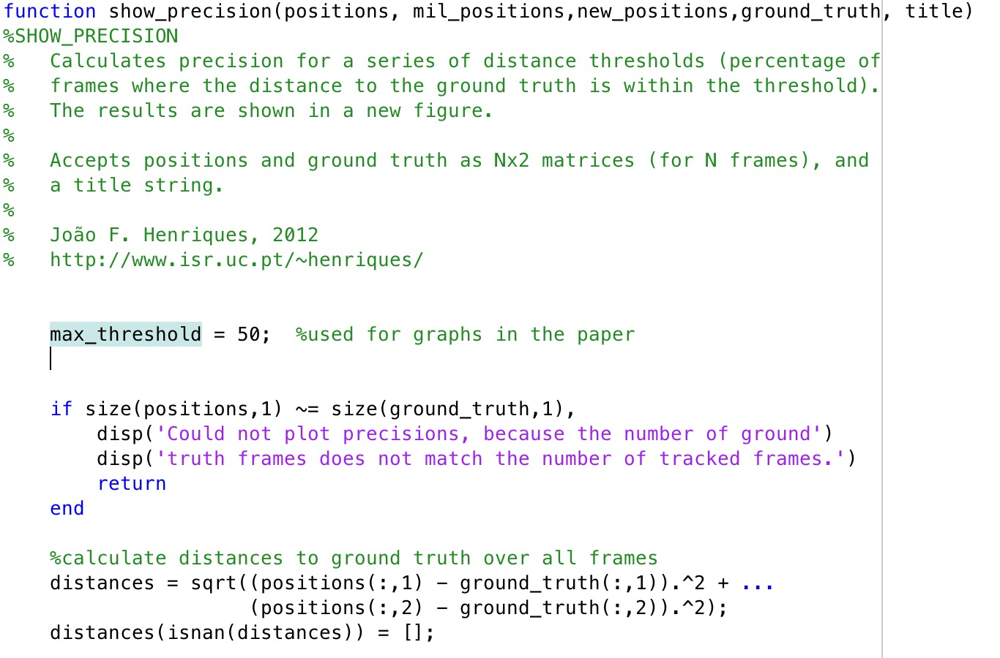 function show_precision(positions, mil_positions,new_positions,ground_truth, title)
%SHOW_PRECISION
%   Calculates precision for a series of distance thresholds (percentage of
%   frames where the distance to the ground truth is within the threshold).
%   The results are shown in a new figure.
%
%   Accepts positions and ground truth as Nx2 matrices (for N frames), and
%   a title string.
%
%   João F. Henriques, 2012
%   http://www.isr.uc.pt/~henriques/
    max_threshold = 50;  %used for graphs in the paper
    if size(positions,1) ~= size(ground_truth,1),
        disp('Could not plot precisions, because the number of ground')
        disp('truth frames does not match the number of tracked frames.')
        return
    end
    %calculate distances to ground truth over all frames
    distances = sqrt((positions(:,1) - ground_truth(:,1)).^2 + ...
                     (positions(:,2) - ground_truth(:,2)).^2);
    distances(isnan(distances)) = [];